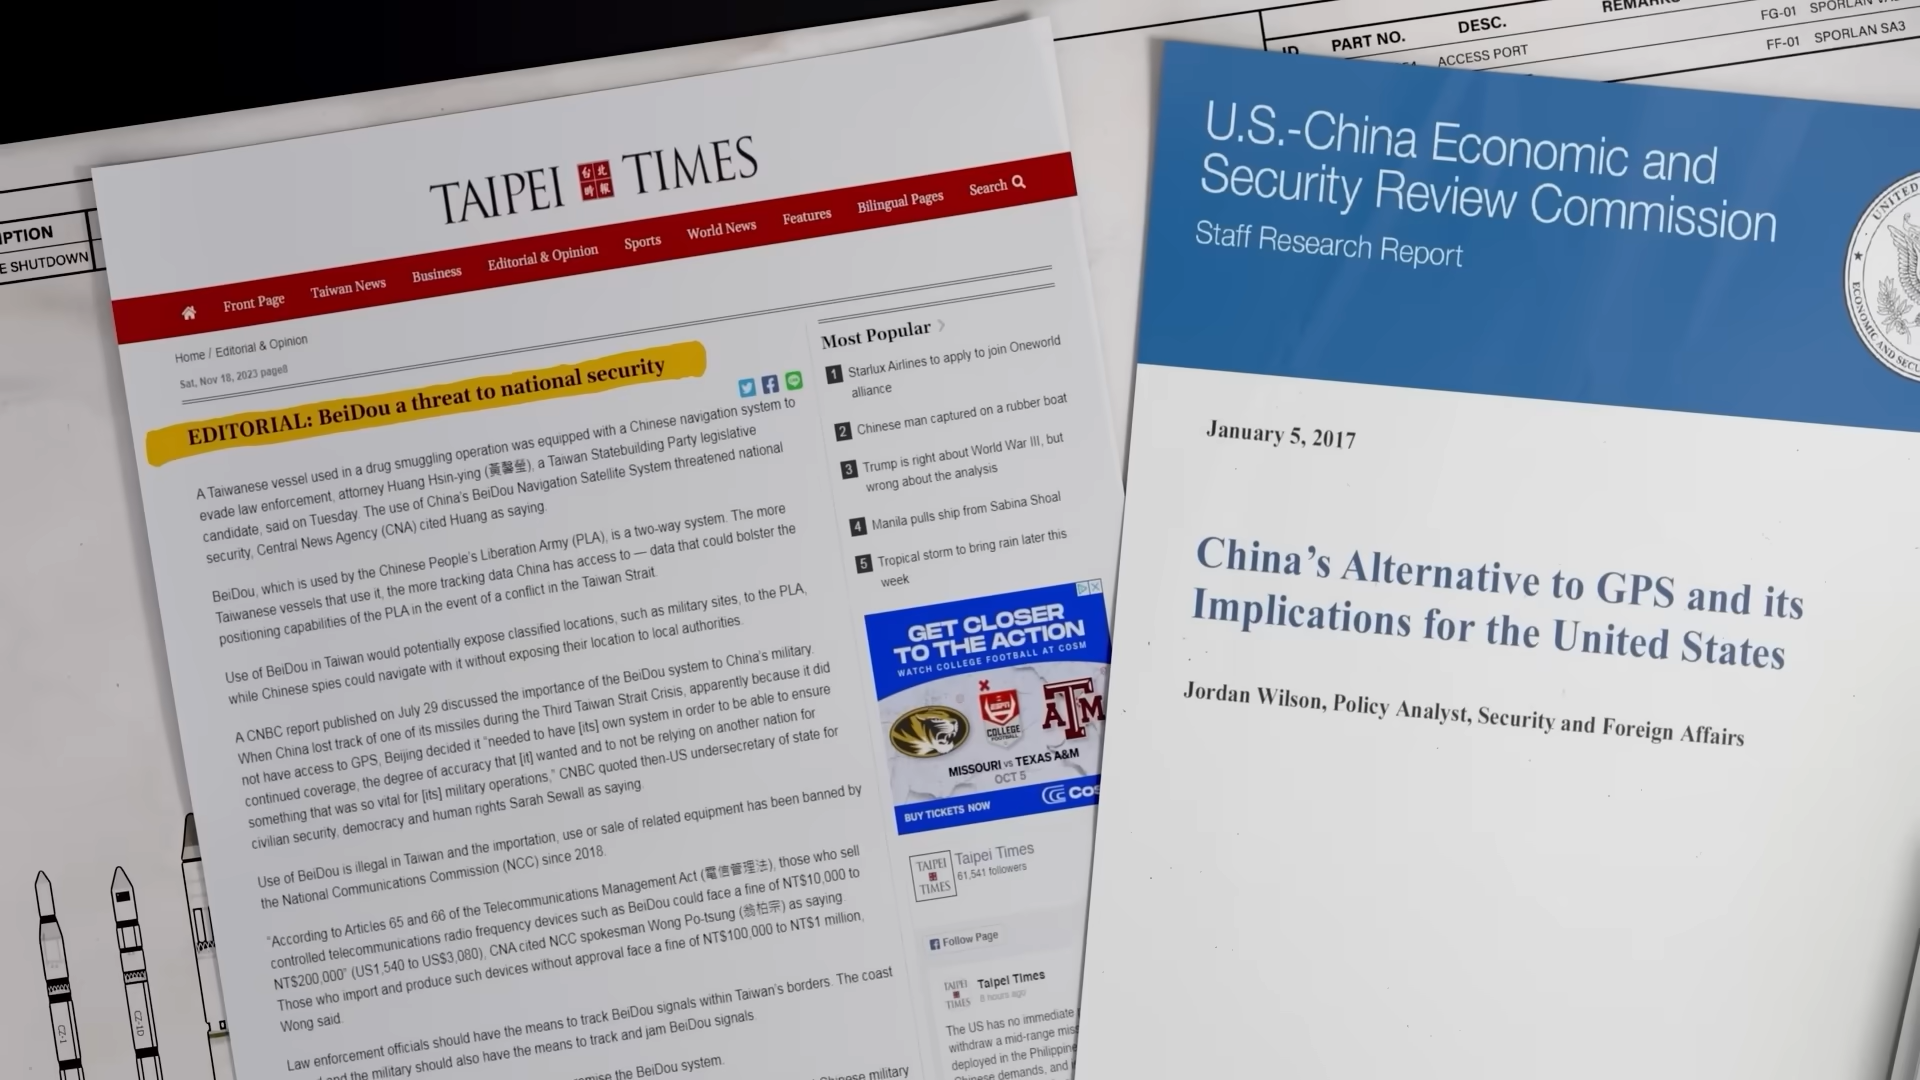 REMARKS
ID PART NO. DESC. FG-01 SPORLAN
ACCESS PORT FF-01 SPORLAN SA3
E SHUTDOWN
TAIPEI 台北時報 TIMES
Front Page Taiwan News Business Editorial & Opinion Sports World News Features Bilingual Pages Search
Home / Editorial & Opinion
Sat, Nov 18, 2023 page8
EDITORIAL: BeiDou a threat to national security
A Taiwanese vessel used in a drug smuggling operation was equipped with a Chinese navigation system to
evade law enforcement, attorney Huang Hsin-ying (黃馨瑩), a Taiwan Statebuilding Party legislative
candidate, said on Tuesday. The use of China's BeiDou Navigation Satellite System threatened national
security, Central News Agency (CNA) cited Huang as saying.
BeiDou, which is used by the Chinese People's Liberation Army (PLA), is a two-way system. The more
Taiwanese vessels that use it, the more tracking data China has access to — data that could bolster the
positioning capabilities of the PLA in the event of a conflict in the Taiwan Strait.
Use of BeiDou in Taiwan would potentially expose classified locations, such as military sites, to the PLA,
while Chinese spies could navigate with it without exposing their location to local authorities.
A CNBC report published on July 29 discussed the importance of the BeiDou system to China's military.
When China lost track of one of its missiles during the Third Taiwan Strait Crisis, apparently because it did
not have access to GPS, Beijing decided it "needed to have [its] own system in order to be able to ensure
continued coverage, the degree of accuracy that [it] wanted and to not be relying on another nation for
something that was so vital for [its] military operations," CNBC quoted then-US undersecretary of state for
civilian security, democracy and human rights Sarah Sewall as saying.
Use of BeiDou is illegal in Taiwan and the importation, use or sale of related equipment has been banned by
the National Communications Commission (NCC) since 2018.
"According to Articles 65 and 66 of the Telecommunications Management Act (電信管理法), those who sell
controlled telecommunications radio frequency devices such as BeiDou could face a fine of NT$10,000 to
NT$200,000" (US1,540 to US$3,080), CNA cited NCC spokesman Wong Po-tsung (翁柏宗) as saying
Those who import and produce such devices without approval face a fine of NT$100,000 to NT$1 million,
Wong said.
Law enforcement officials should have the means to track BeiDou signals within Taiwan's borders. The coast
and the military should also have the means to track and jam BeiDou signals
the BeiDou system.
military
Most Popular
1 Starlux Airlines to apply to join Oneworld
alliance
2 Chinese man captured on a rubber boat
3 Trump is right about World War III, but
wrong about the analysis
4 Manila pulls ship from Sabina Shoal
5 Tropical storm to bring rain later this
week
GET CLOSER
TO THE ACTION
WATCH COLLEGE FOOTBALL AT COSM
ESPN
COLLEGE
FOOTBALL
ATM
MISSOURI vs TEXAS A&M
OCT 5
BUY TICKETS NOW
TAIPEI
TIMES
Taipei Times
61,541 followers
Follow Page
TAIPEI
TIMES
Taipei Times
8 hours ago
The US has no immediate
withdraw a mid-range
deployed in the
Chinese demands, and
U.S.-China Economic and
Security Review Commission
Staff Research Report
January 5, 2017
China's Alternative to GPS and its
Implications for the United States
Jordan Wilson, Policy Analyst, Security and Foreign Affairs
CZ-1
CZ-1D